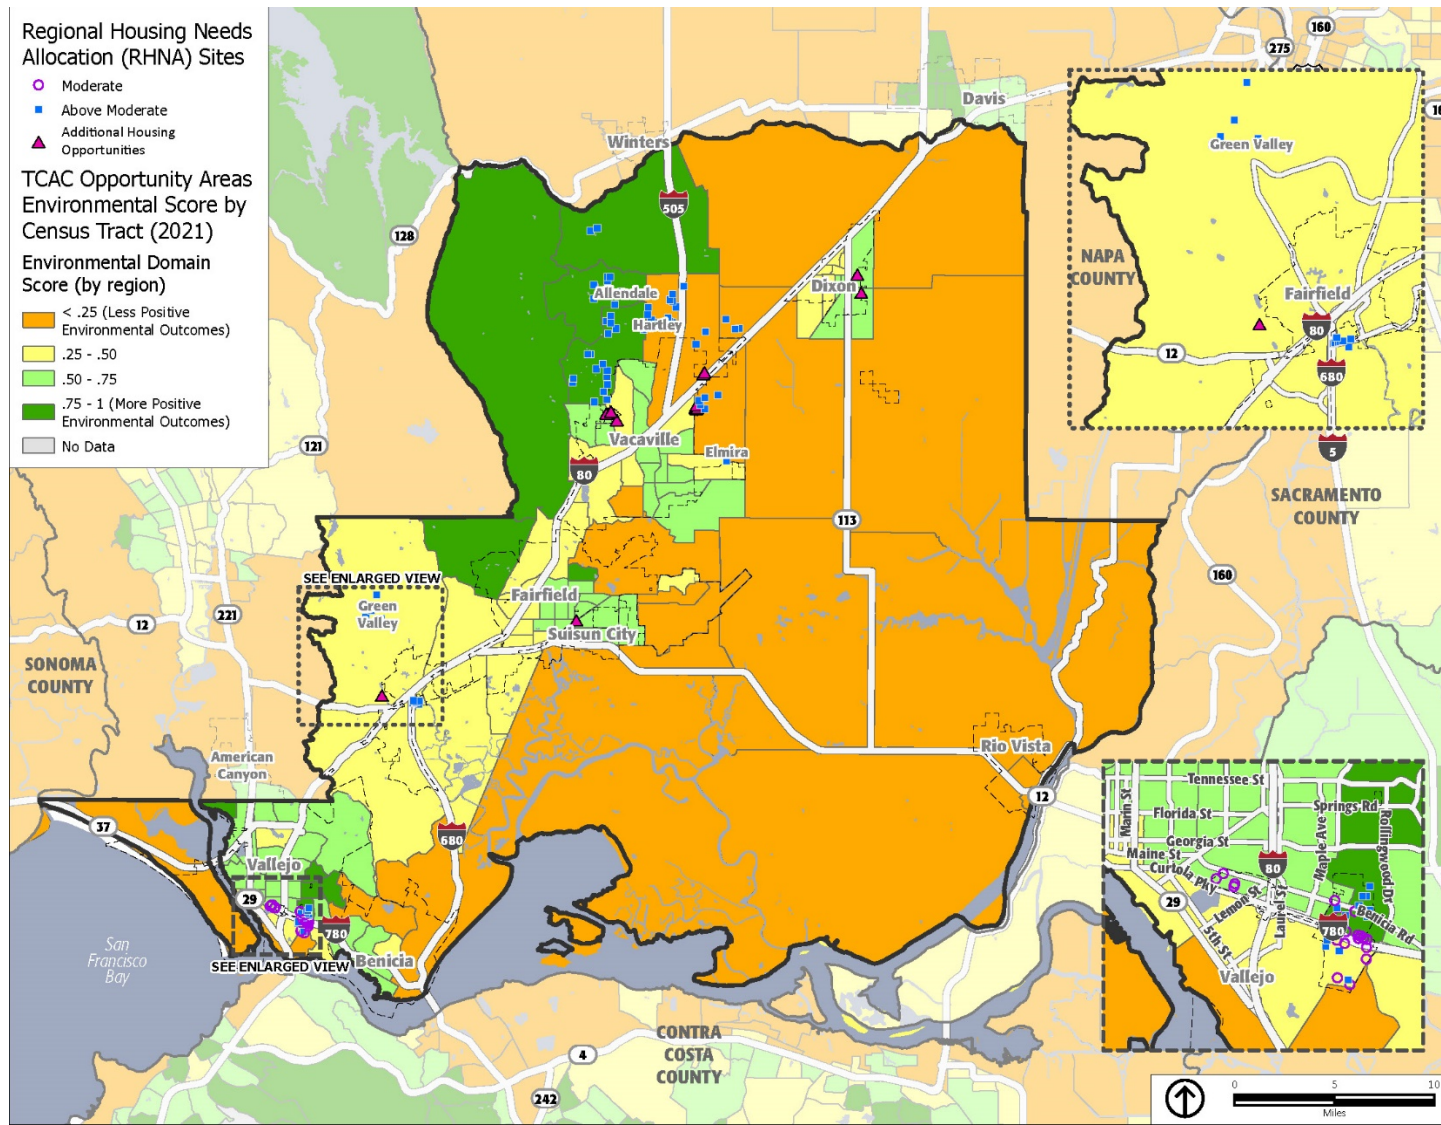 Regional Housing Needs
Allocation (RHNA) Sites
Moderate
Above Moderate
Additional Housing
Opportunities
TCAC Opportunity Areas
Environmental Score by
Census Tract (2021)
Environmental Domain
Score (by region)
< .25 (Less Positive
Environmental Outcomes)
.25 - .50
.50 - .75
.75 - 1 (More Positive
Environmental Outcomes)
No Data
160
275
Davis
Winters
505
128
Allendale
Hartley
Dixon
Vacaville
Elmira
80
121
113
SEE ENLARGED VIEW
Green
Valley
Fairfield
Suisun City
221
12
SONOMA
COUNTY
American
Canyon
Rio Vista
12
37
680
Vallejo
29
780
SEE ENLARGED VIEW
Benicia
San
Francisco
Bay
CONTRA
COSTA
COUNTY
4
242
Green Valley
NAPA
COUNTY
Fairfield
80
12
680
5
SACRAMENTO
COUNTY
160
Tennessee St
Marin St
Florida St
Springs Rd
Maple Ave
Rollingwood Dr
Georgia St
Maine St
80
Curtola Pky
Lemon St
Laurel St
29
5th St
780
Benicia Rd
Vallejo
0 5 10
Miles